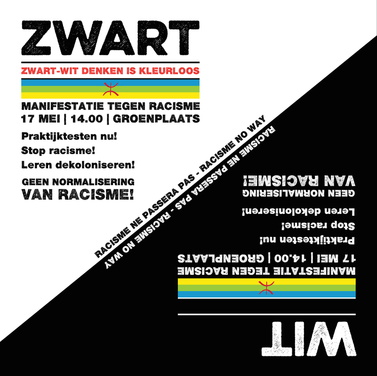 ZWART
ZWART-WIT DENKEN IS KLEURLOOS
MANIFESTATIE TEGEN RACISME
17 MEI | 14.00 | GROENPLAATS
Praktijktesten nu!
Stop racisme!
Leren dekoloniseren!
GEEN NORMALISERING
VAN RACISME!
RACISME NE PASSERA PAS - RACISME NO WAY
RACISME NE PASSERA PAS - RACISME NO WAY
WIT
MANIFESTATIE TEGEN RACISME
17 MEI | 14.00 | GROENPLAATS
Praktijktesten nu!
Stop racisme!
Leren dekoloniseren!
GEEN NORMALISERING
VAN RACISME!